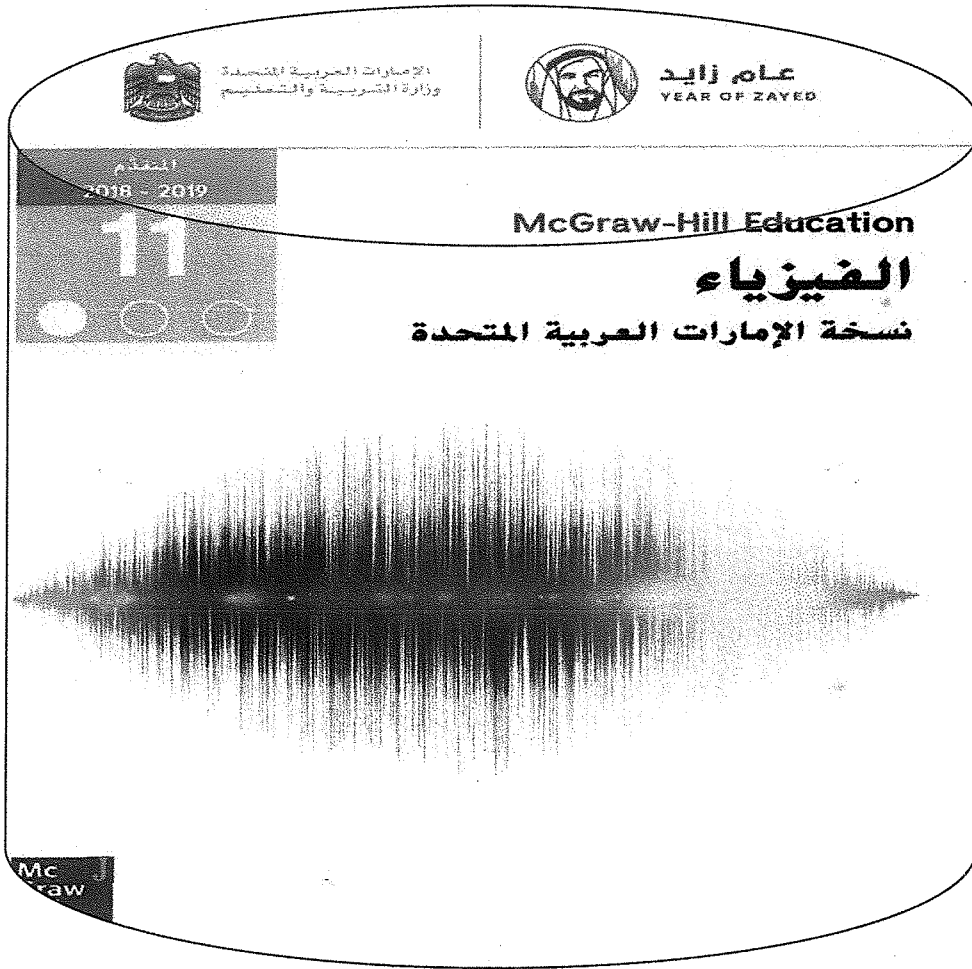 الإمارات العربية المتحدة
وزارة التربية والتعليم
عام زايد
YEAR OF ZAYED
المتقدم
2018 - 2019
11
McGraw-Hill Education
الفيزياء
نسخة الإمارات العربية المتحدة
Mc
Graw